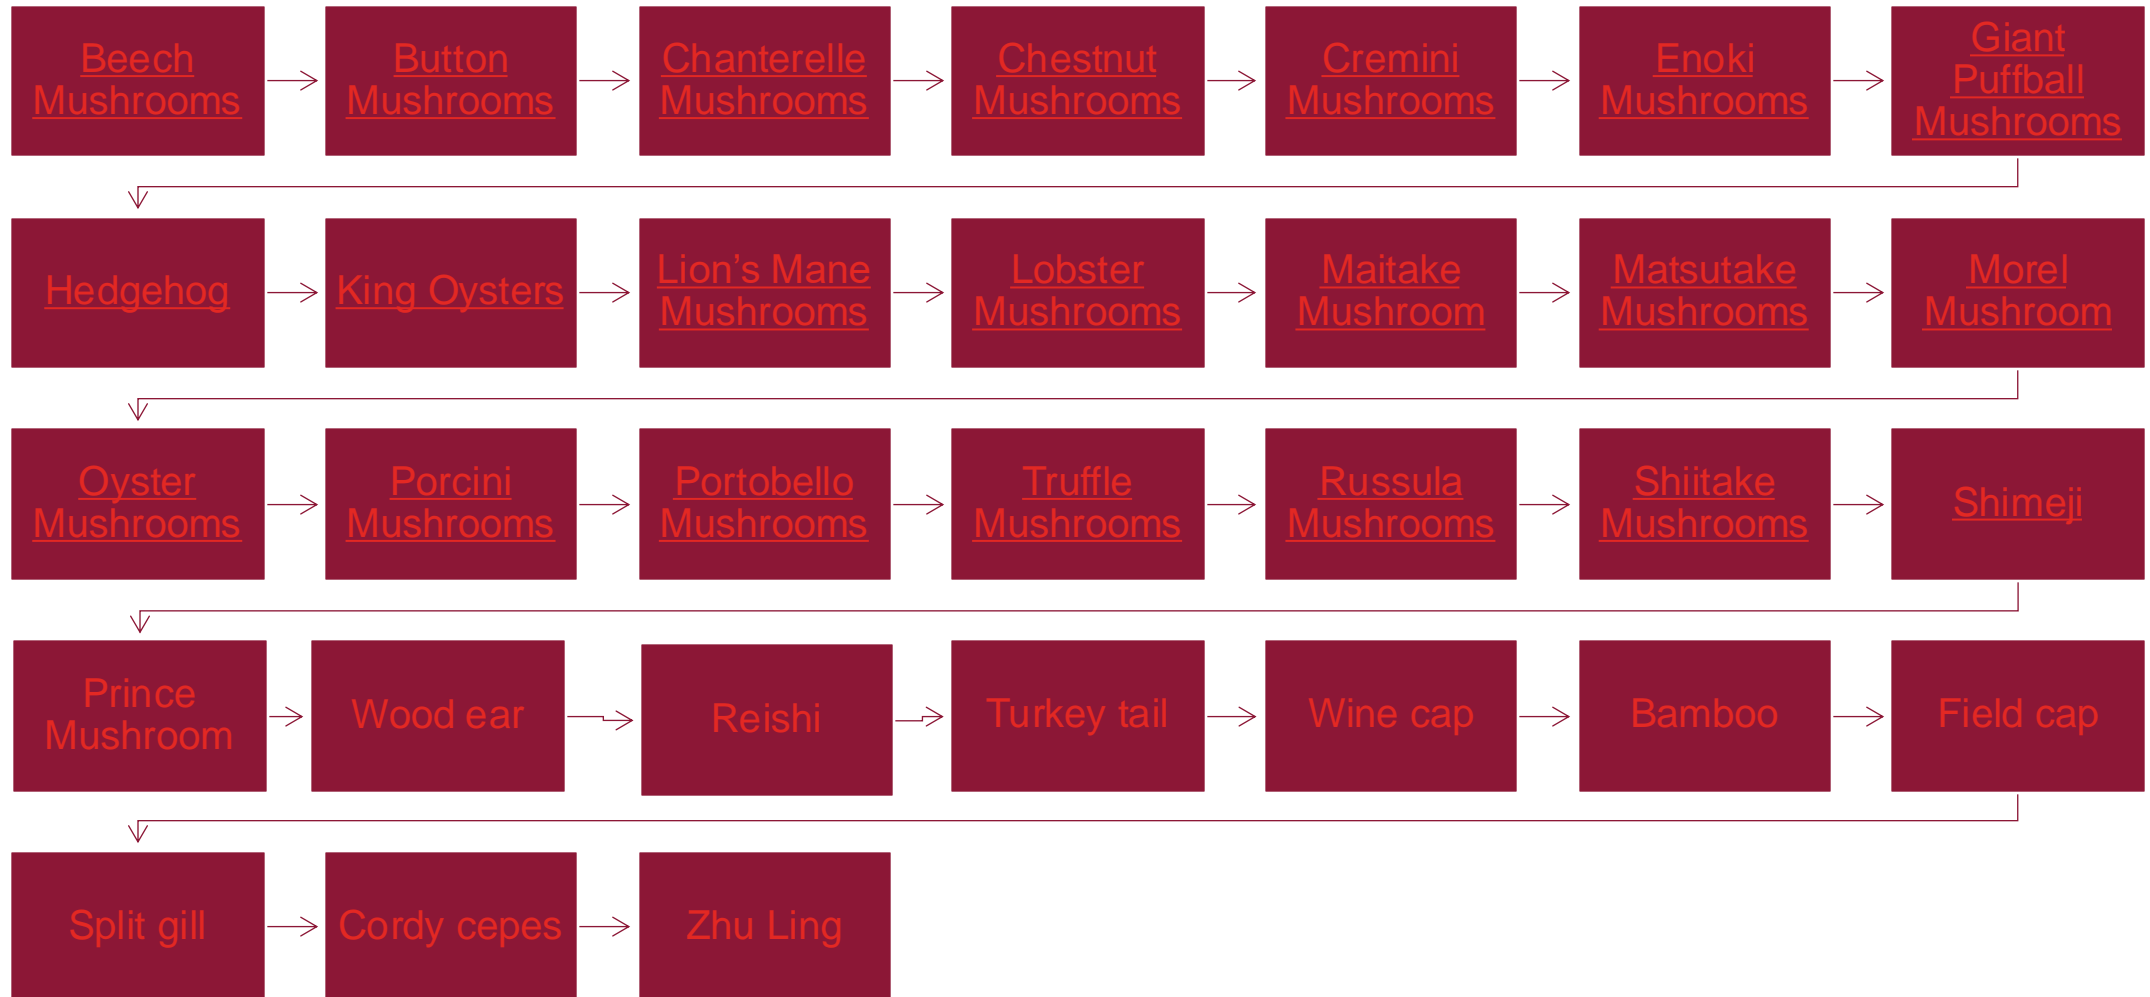 Beech
Mushrooms
Button
Mushrooms
Chanterelle
Mushrooms
Chestnut
Mushrooms
Cremini
Mushrooms
Enoki
Mushrooms
Giant
Puffball
Mushrooms
Hedgehog
King Oysters
Lion’s Mane
Mushrooms
Lobster
Mushrooms
Maitake
Mushroom
Matsutake
Mushrooms
Morel
Mushroom
Oyster
Mushrooms
Porcini
Mushrooms
Portobello
Mushrooms
Truffle
Mushrooms
Russula
Mushrooms
Shiitake
Mushrooms
Shimeji
Prince
Mushroom
Wood ear
Reishi
Turkey tail
Wine cap
Bamboo
Field cap
Split gill
Cordy cepes
Zhu Ling